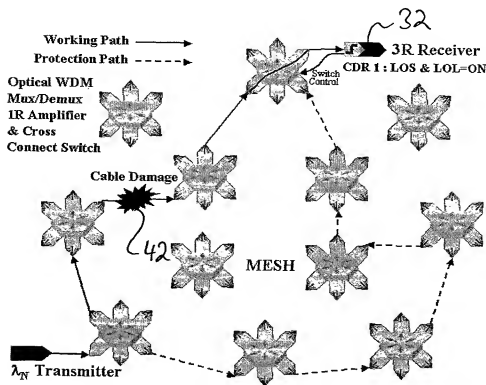 Working Path
Protection Path
32
3R Receiver
CDR 1 : LOS & LOL=ON
Switch
Control
Optical WDM
Mux/Demux
1R Amplifier
& Cross
Connect Switch
Cable Damage
42
MESH
λN Transmitter